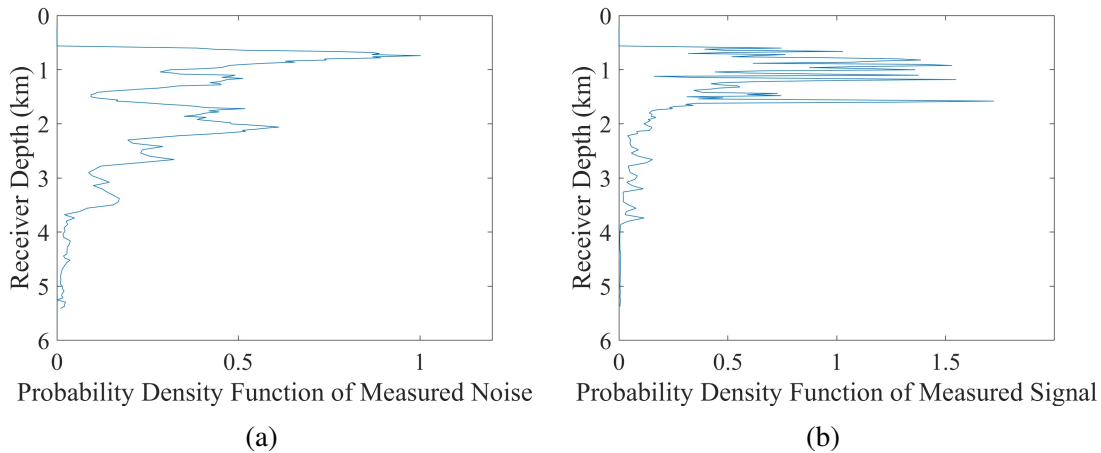 0
1
2
3
4
5
6
Receiver Depth (km)
0 0.5 1
Probability Density Function of Measured Noise
(a)
0
1
2
3
4
5
6
Receiver Depth (km)
0 0.5 1 1.5
Probability Density Function of Measured Signal
(b)